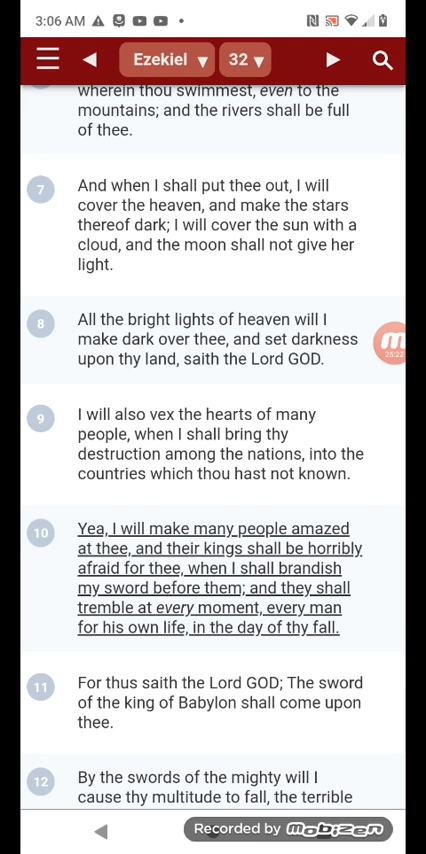 3:06 AM
Ezekiel 32
wherein thou swimmest, even to the
mountains; and the rivers shall be full
of thee.
7 And when I shall put thee out, I will
cover the heaven, and make the stars
thereof dark; I will cover the sun with a
cloud, and the moon shall not give her
light.
8 All the bright lights of heaven will I
make dark over thee, and set darkness
upon thy land, saith the Lord GOD.
m
25:22
9 I will also vex the hearts of many
people, when I shall bring thy
destruction among the nations, into the
countries which thou hast not known.
10 Yea, I will make many people amazed
at thee, and their kings shall be horribly
afraid for thee, when I shall brandish
my sword before them; and they shall
tremble at every moment, every man
for his own life, in the day of thy fall.
11 For thus saith the Lord GOD; The sword
of the king of Babylon shall come upon
thee.
12 By the swords of the mighty will I
cause thy multitude to fall, the terrible
Recorded by mobizen